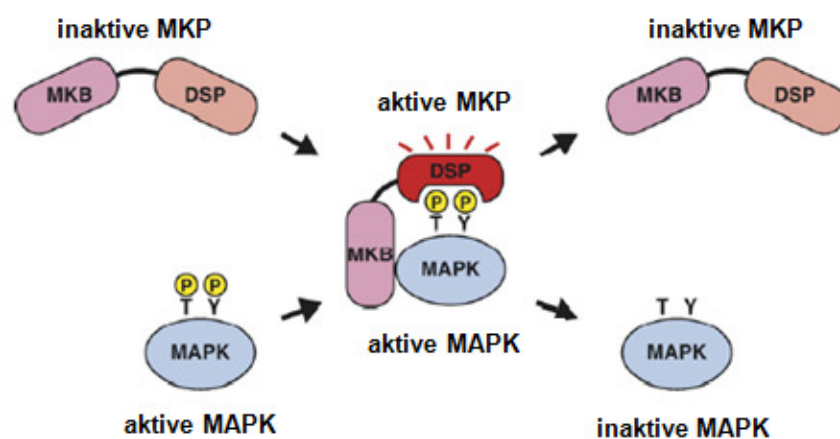 inaktive MKP
MKB DSP
aktive MKP
DSP
P P
T Y
MKB
MAPK
aktive MAPK
P P
T Y
MAPK
aktive MAPK
inaktive MKP
MKB DSP
T Y
MAPK
inaktive MAPK